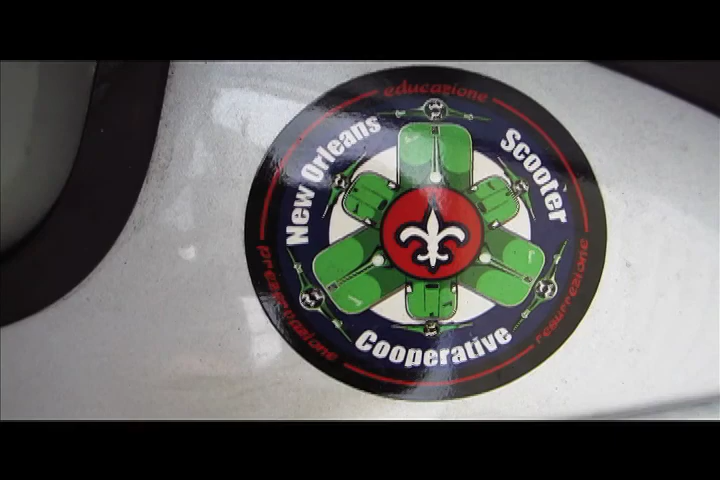 educazione
New Orleans
Scooter
Cooperative
preservazione
resurrezione